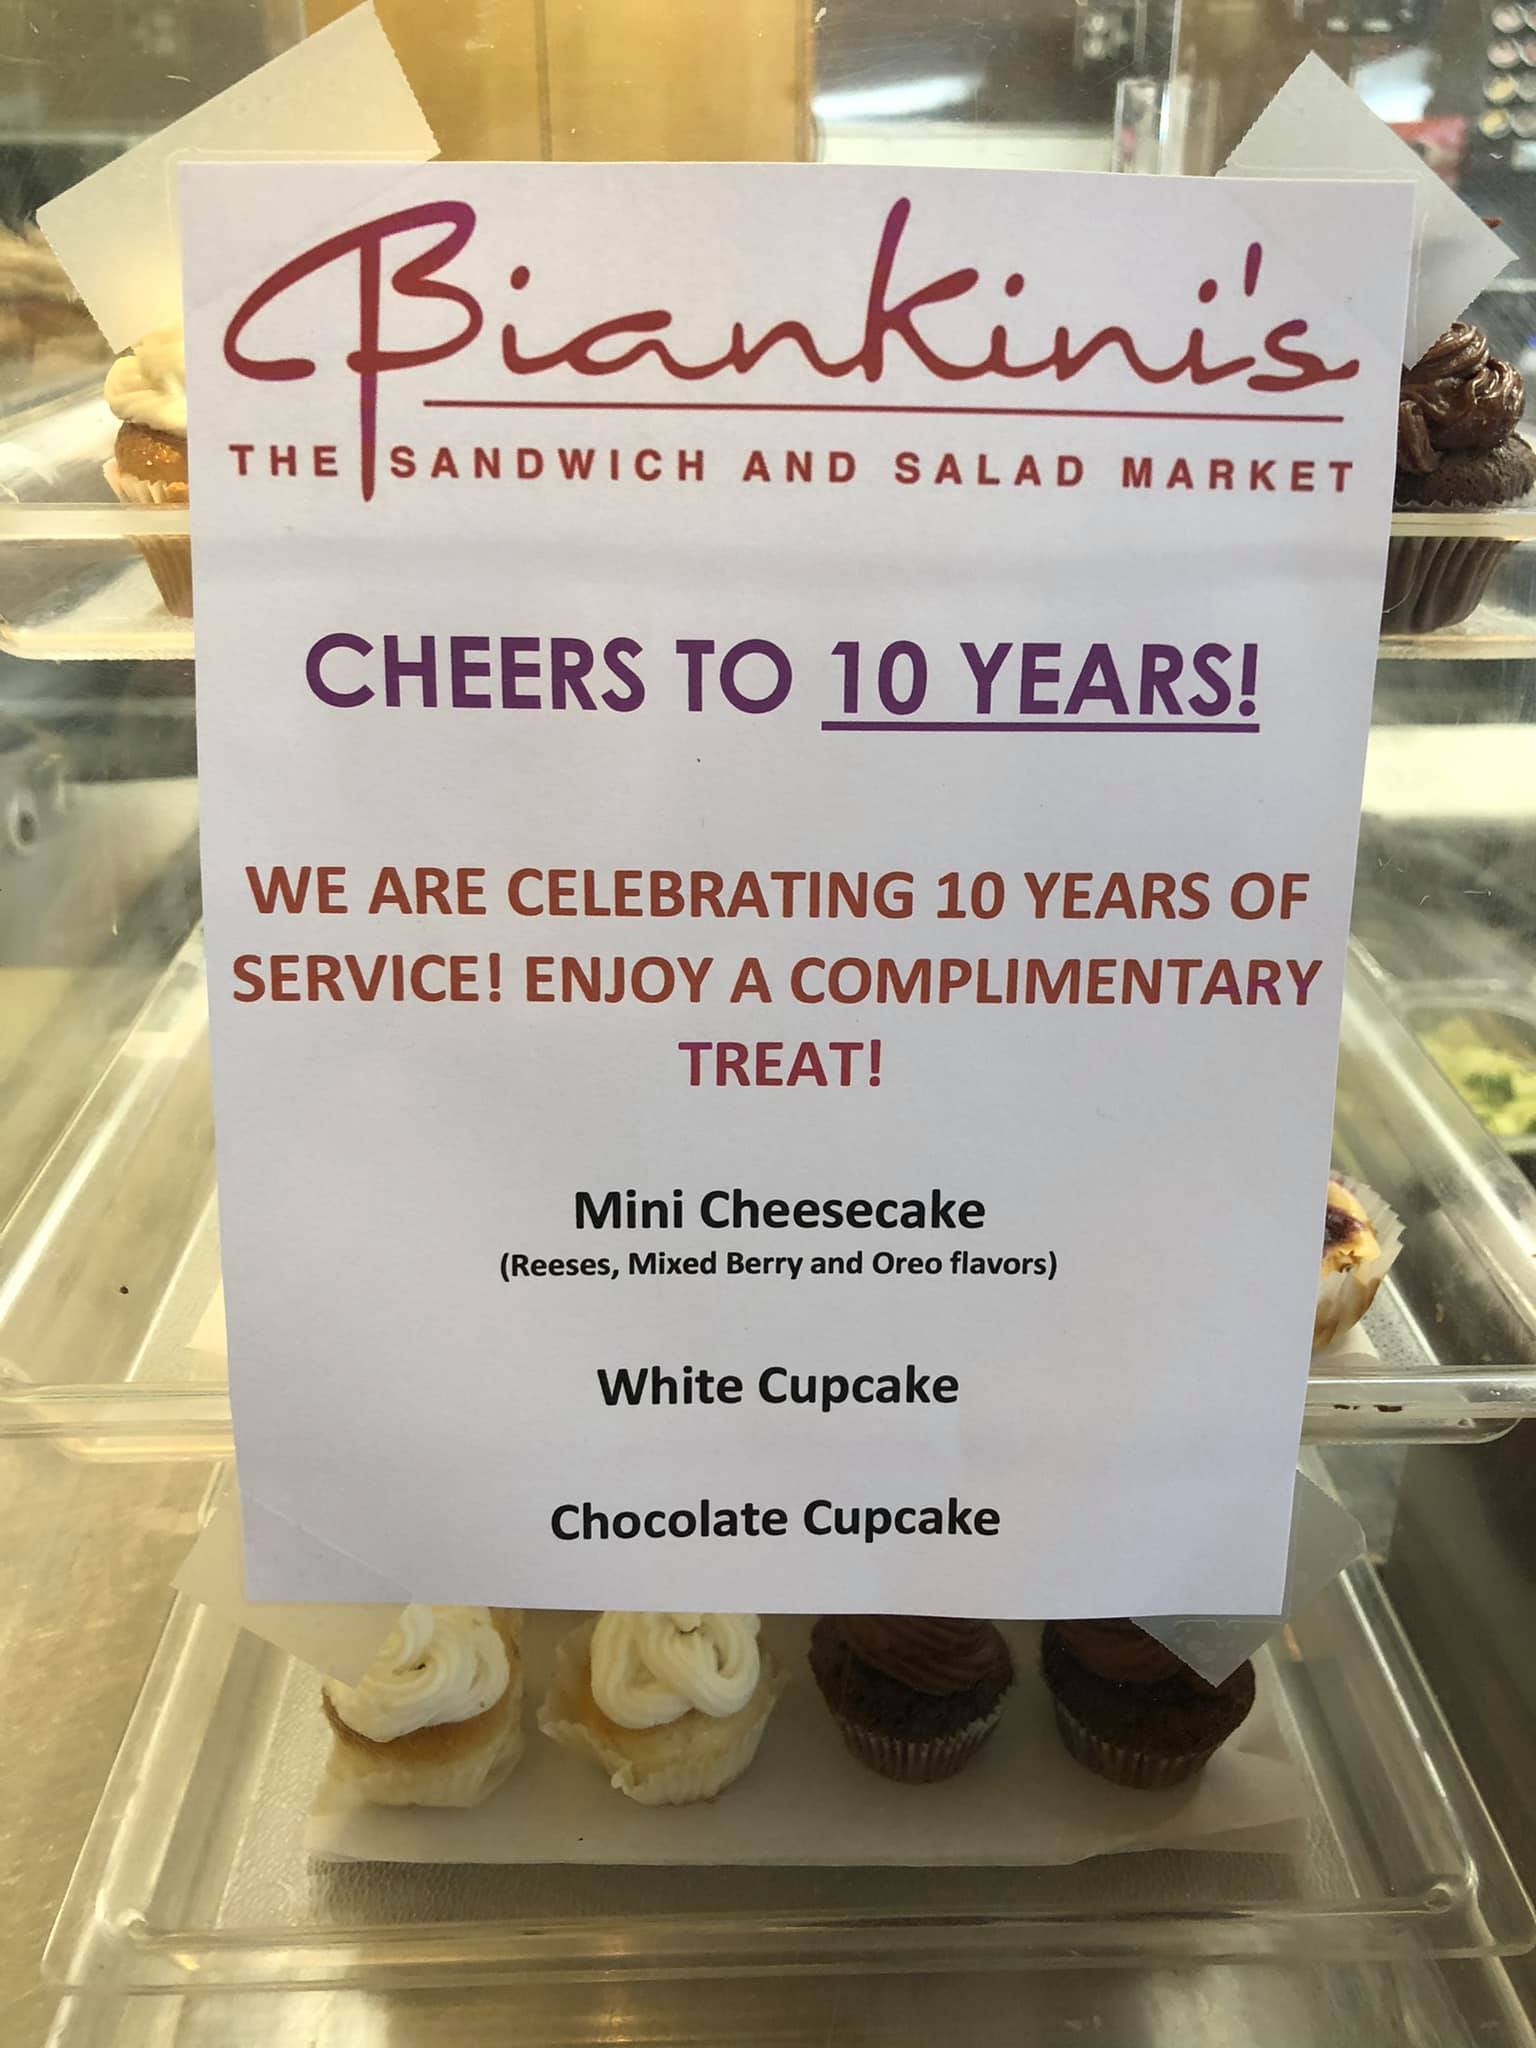 Biankini's
THE SANDWICH AND SALAD MARKET
CHEERS TO 10 YEARS!
WE ARE CELEBRATING 10 YEARS OF
SERVICE! ENJOY A COMPLIMENTARY
TREAT!
Mini Cheesecake
(Reeses, Mixed Berry and Oreo flavors)
White Cupcake
Chocolate Cupcake